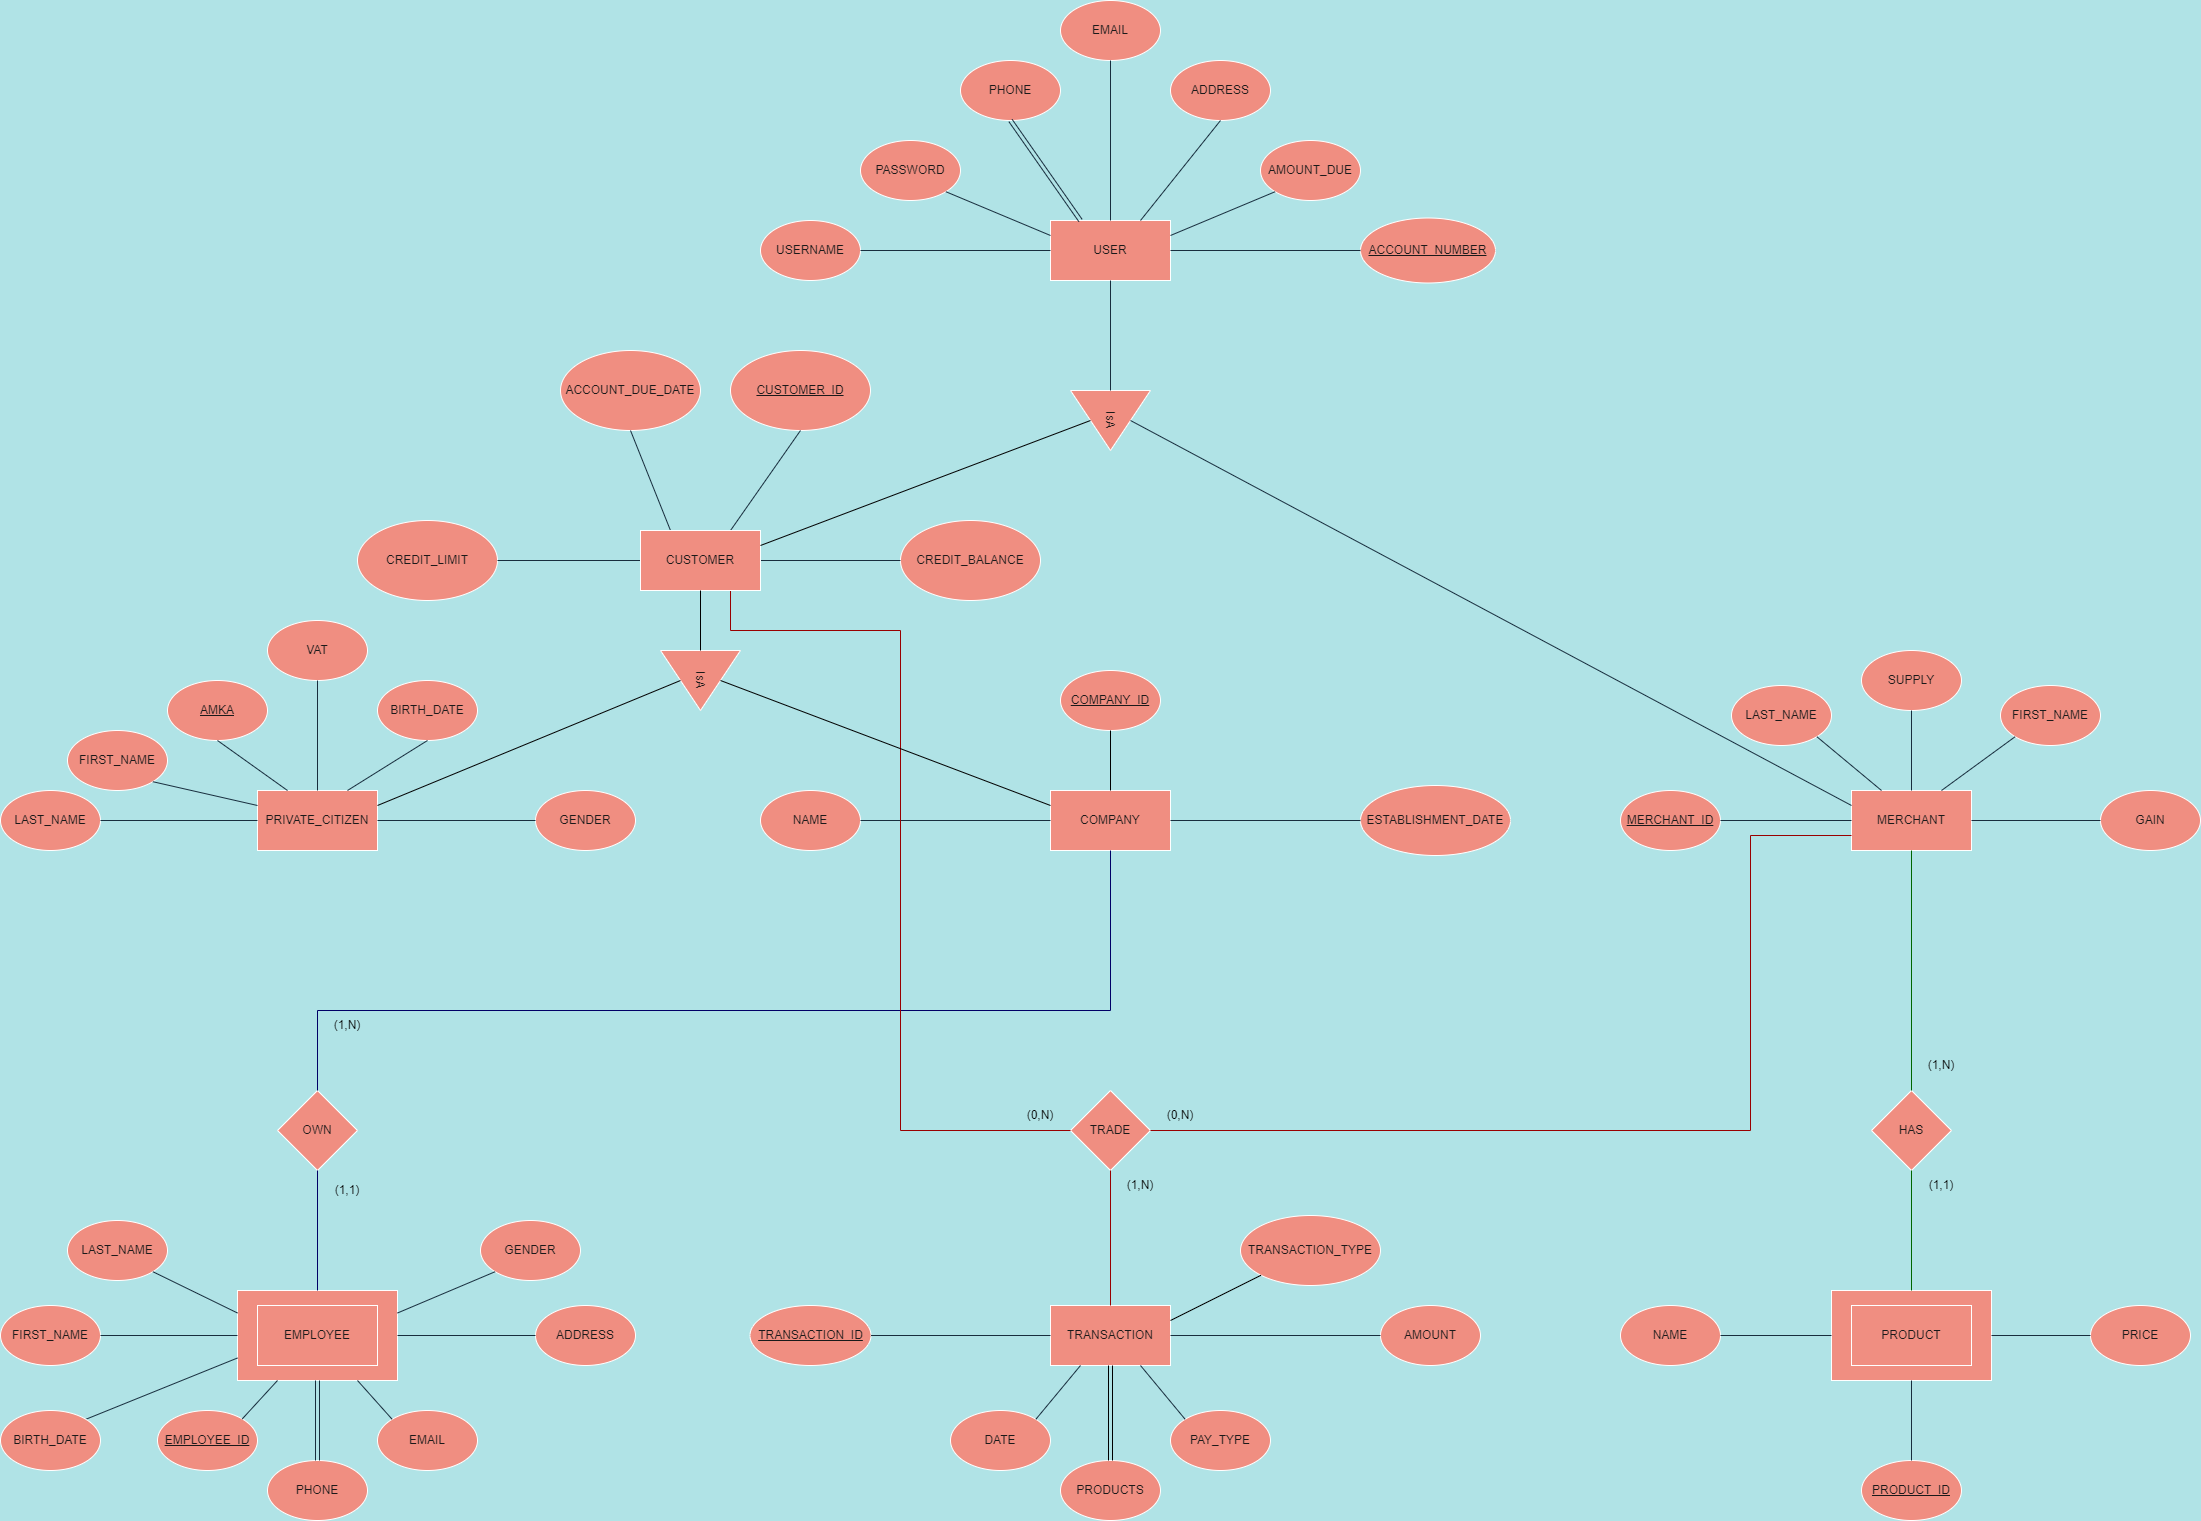 EMAIL
PHONE
ADDRESS
PASSWORD
AMOUNT_DUE
USERNAME
USER
ACCOUNT_NUMBER
ACCOUNT_DUE_DATE
CUSTOMER_ID
IsA
CREDIT_LIMIT
CUSTOMER
CREDIT_BALANCE
VAT
IsA
AMKA
BIRTH_DATE
COMPANY_ID
SUPPLY
LAST_NAME
FIRST_NAME
FIRST_NAME
LAST_NAME
PRIVATE_CITIZEN
GENDER
NAME
COMPANY
ESTABLISHMENT_DATE
MERCHANT_ID
MERCHANT
GAIN
(1,N)
(1,N)
(0,N)
(0,N)
OWN
TRADE
HAS
(1,1)
(1,N)
(1,1)
LAST_NAME
GENDER
TRANSACTION_TYPE
FIRST_NAME
EMPLOYEE
ADDRESS
TRANSACTION_ID
TRANSACTION
AMOUNT
NAME
PRODUCT
PRICE
BIRTH_DATE
EMPLOYEE_ID
EMAIL
DATE
PAY_TYPE
PHONE
PRODUCTS
PRODUCT_ID